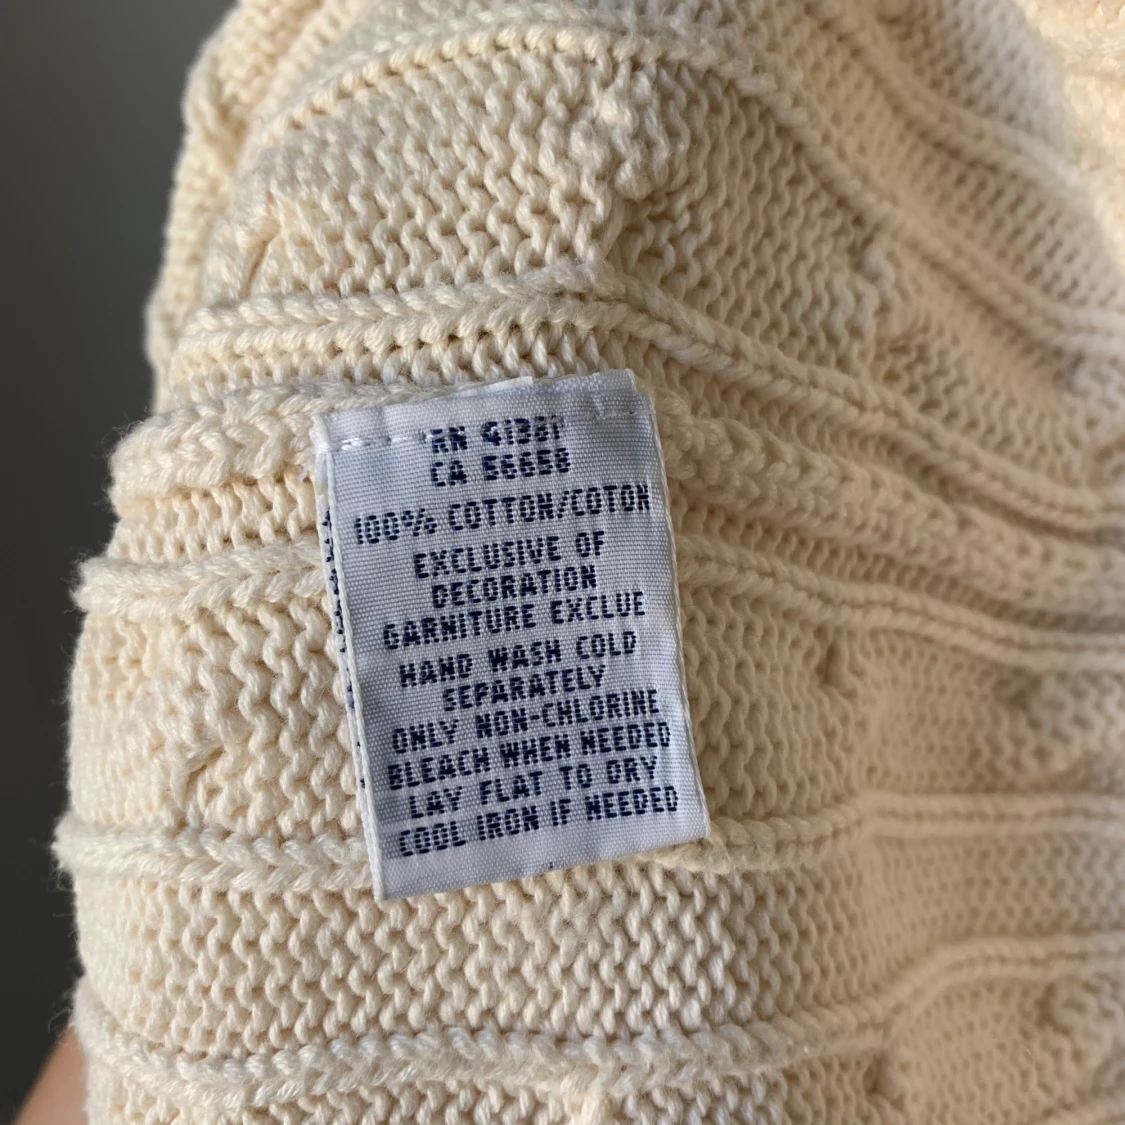 RN 41381
CA 56658
100% COTTON/COTON
EXCLUSIVE OF
DECORATION
GARNITURE EXCLUE
HAND WASH COLD
SEPARATELY
ONLY NON-CHLORINE
BLEACH WHEN NEEDED
LAY FLAT TO DRY
COOL IRON IF NEEDED